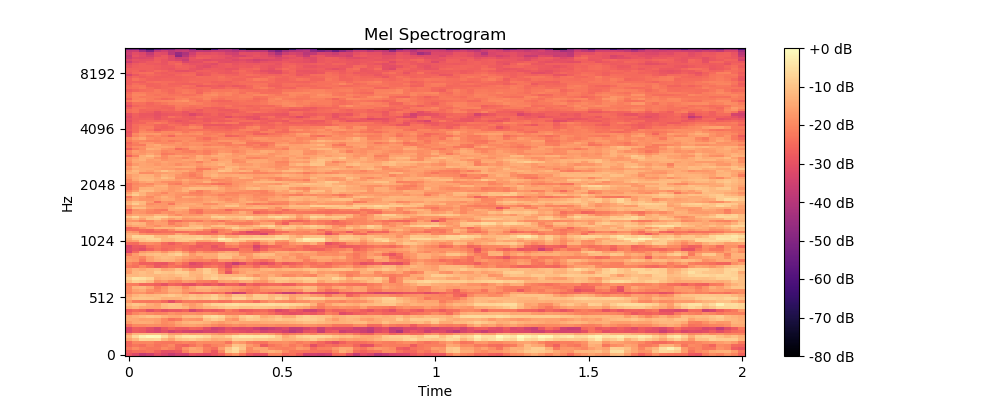 Mel Spectrogram
Hz
8192
4096
2048
1024
512
0
0
0.5
1
1.5
2
Time
+0 dB
-10 dB
-20 dB
-30 dB
-40 dB
-50 dB
-60 dB
-70 dB
-80 dB